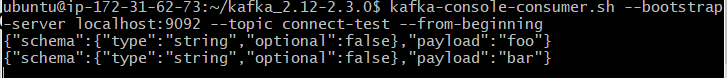 ubuntu@ip-172-31-62-73:~/kafka_2.12-2.3.0$ kafka-console-consumer.sh --bootstrap
-server localhost:9092 --topic connect-test --from-beginning
{"schema":{"type":"string","optional":false},"payload":"foo"}
{"schema":{"type":"string","optional":false},"payload":"bar"}